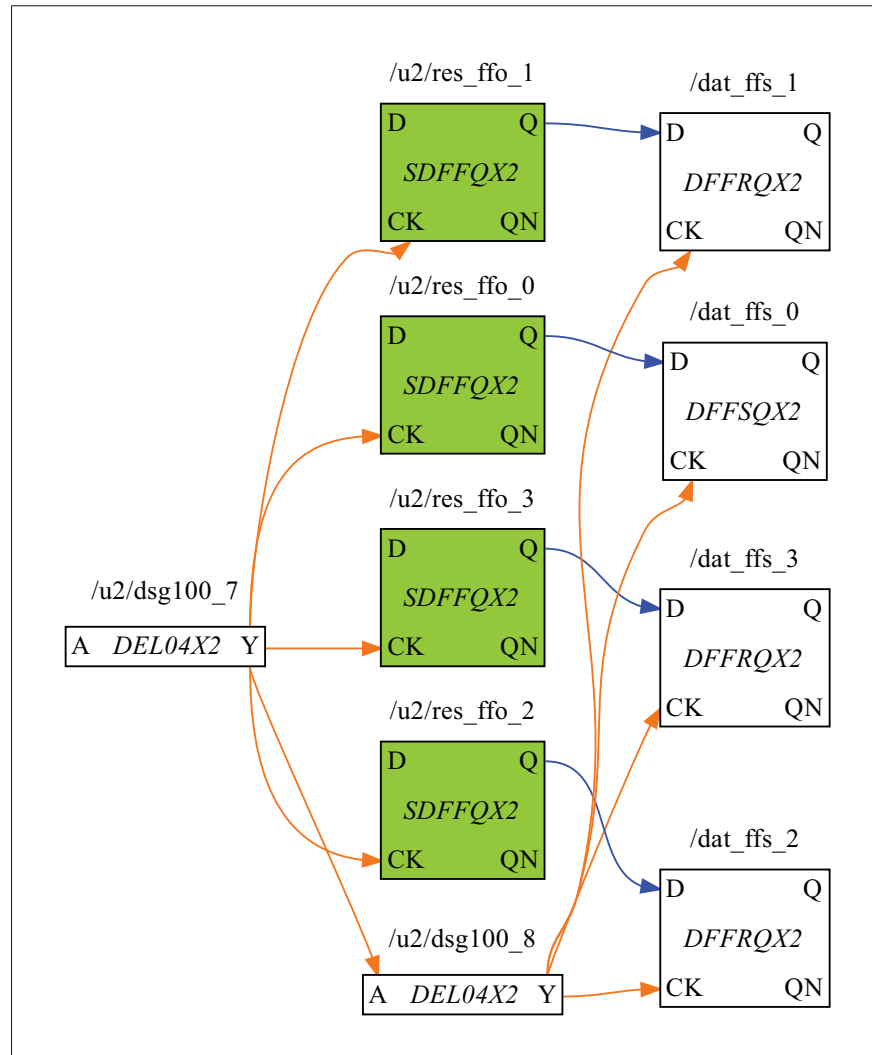 /u2/res_ffo_1
D Q
SDFFQX2
CK QN
/dat_ffs_1
D Q
DFFRQX2
CK QN
/u2/res_ffo_0
D Q
SDFFQX2
CK QN
/dat_ffs_0
D Q
DFFSQX2
CK QN
/u2/res_ffo_3
D Q
SDFFQX2
CK QN
/dat_ffs_3
D Q
DFFRQX2
CK QN
/u2/dsg100_7
A DEL04X2 Y
/u2/res_ffo_2
D Q
SDFFQX2
CK QN
/dat_ffs_2
D Q
DFFRQX2
CK QN
/u2/dsg100_8
A DEL04X2 Y